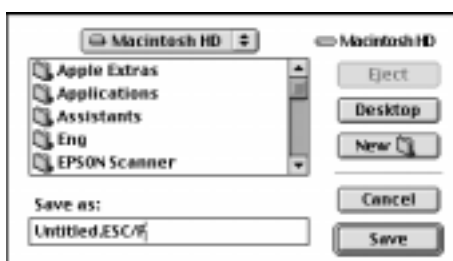 Macintosh HD
Macintosh HD
Apple Extras
Applications
Assistants
Eng
EPSON Scanner
Eject
Desktop
New
Save as:
Untitled.ESC/P
Cancel
Save